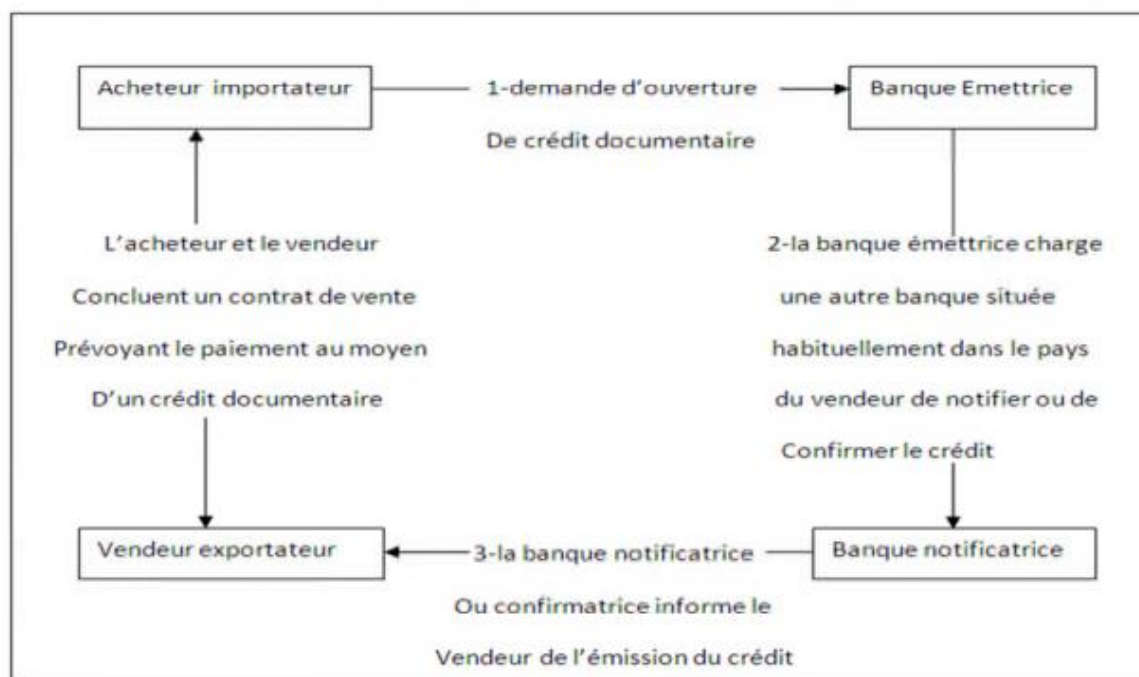 Acheteur importateur
1-demande d'ouverture
De crédit documentaire
Banque Emettrice
L'acheteur et le vendeur
Concluent un contrat de vente
Prévoyant le paiement au moyen
D'un crédit documentaire
2-la banque émettrice charge
une autre banque située
habituellement dans le pays
du vendeur de notifier ou de
Confirmer le crédit
Vendeur exportateur
3-la banque notificatrice
Ou confirmatrice informe le
Vendeur de l'émission du crédit
Banque notificatrice